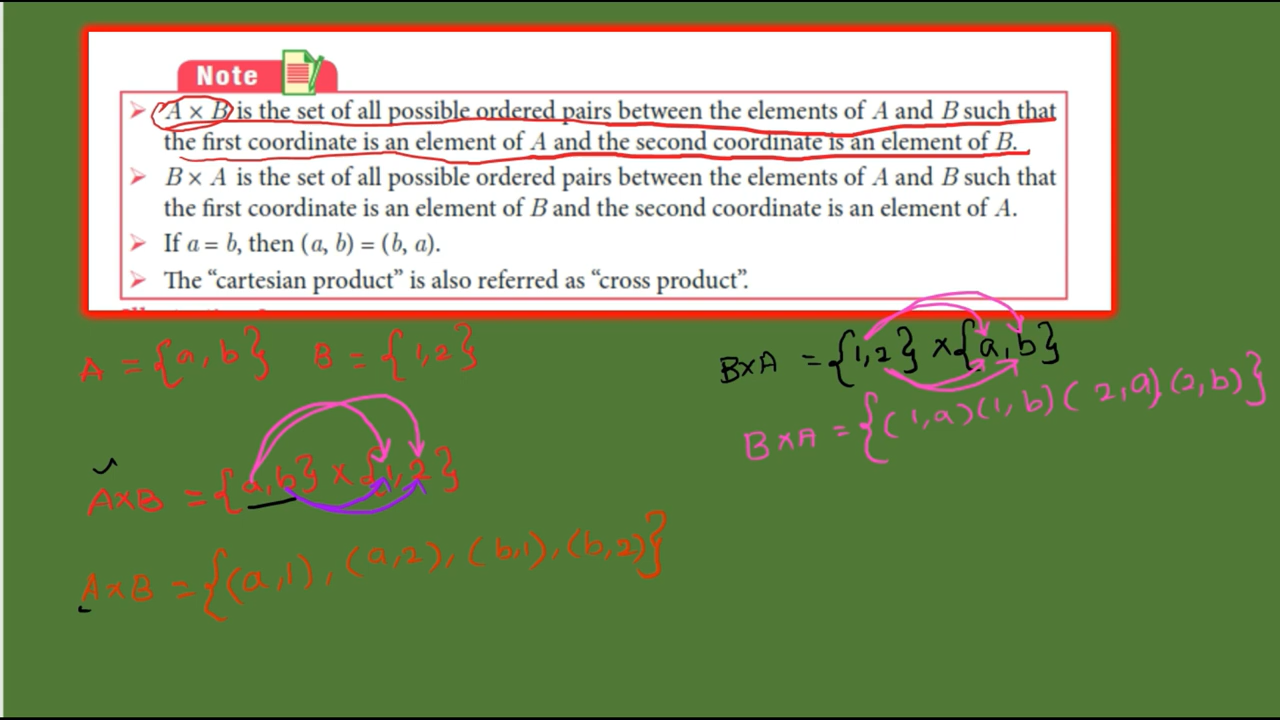 Note
➢ A × B is the set of all possible ordered pairs between the elements of A and B such that
the first coordinate is an element of A and the second coordinate is an element of B.
➢ B × A is the set of all possible ordered pairs between the elements of A and B such that
the first coordinate is an element of B and the second coordinate is an element of A.
➢ If a = b, then (a, b) = (b, a).
➢ The “cartesian product” is also referred as “cross product”.
A = {a, b} B = {1, 2}
A×B = {a, b} × {1, 2}
A×B = {(a, 1), (a, 2), (b, 1), (b, 2)}
B×A = {1, 2} × {a, b}
B×A = {(1, a) (1, b) (2, a) (2, b)}